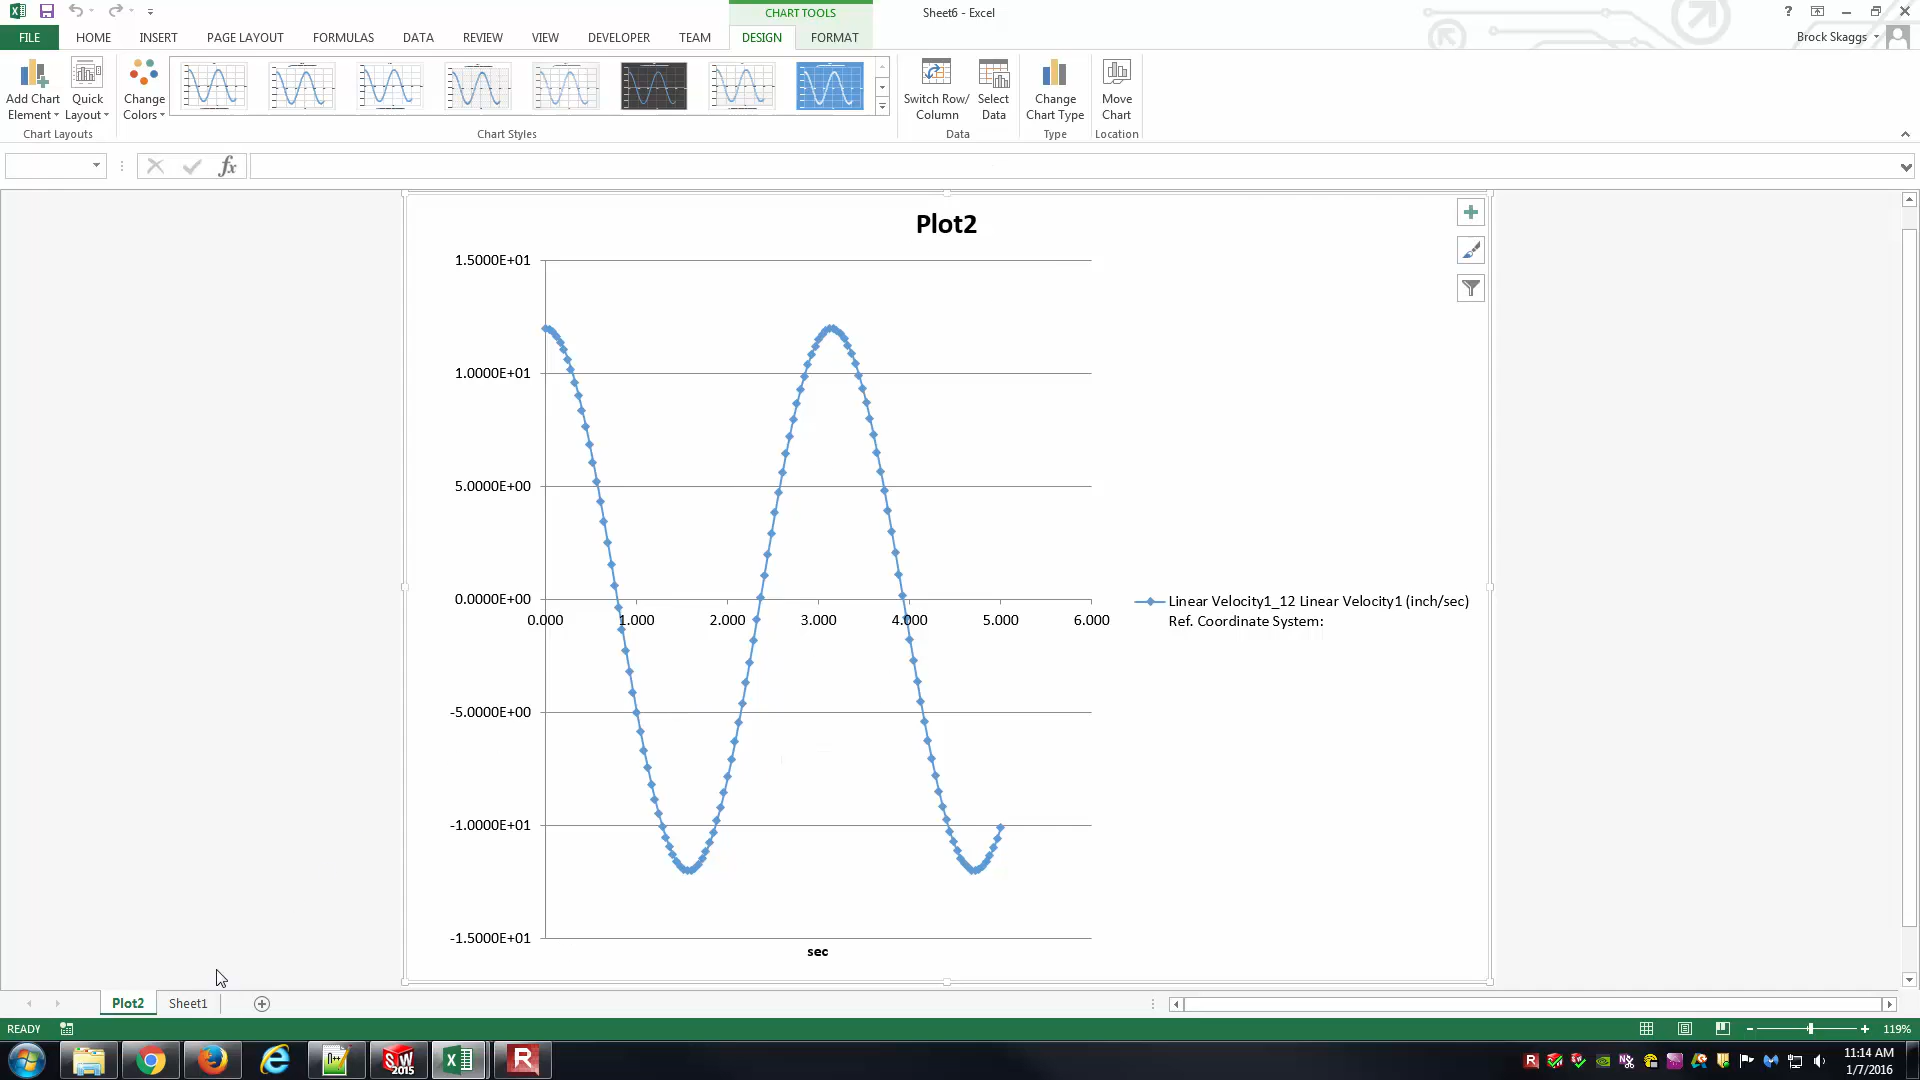 CHART TOOLS
Sheet6 - Excel
FILE HOME INSERT PAGE LAYOUT FORMULAS DATA REVIEW VIEW DEVELOPER TEAM DESIGN FORMAT
Brock Skaggs
Add Chart Element
Quick Layout
Change Colors
Switch Row/ Column
Select Data
Change Chart Type
Move Chart
Chart Layouts
Chart Styles
Data
Type
Location
fx
Plot2
1.5000E+01
1.0000E+01
5.0000E+00
0.0000E+00
0.000 1.000 2.000 3.000 4.000 5.000 6.000
Linear Velocity1_12 Linear Velocity1 (inch/sec)
Ref. Coordinate System:
-5.0000E+00
-1.0000E+01
-1.5000E+01
sec
Plot2 Sheet1
READY
119%
SW
2015
R
11:14 AM
1/7/2016